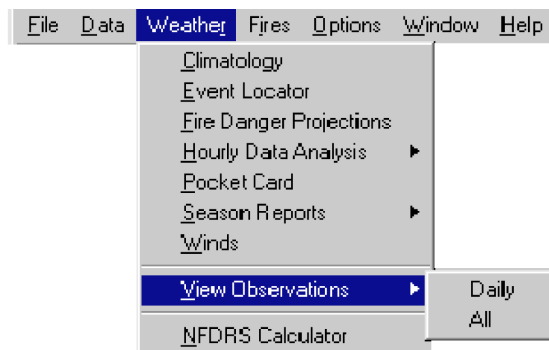 File Data Weather Fires Options Window Help
Climatology
Event Locator
Fire Danger Projections
Hourly Data Analysis
Pocket Card
Season Reports
Winds
View Observations
Daily
All
NFDRS Calculator